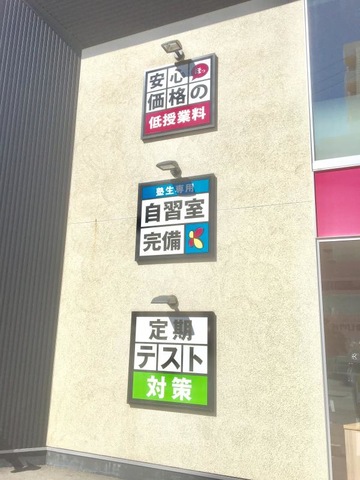 安心
価格の
低授業料
塾生専用
自習室
完備
定期
テスト
対策